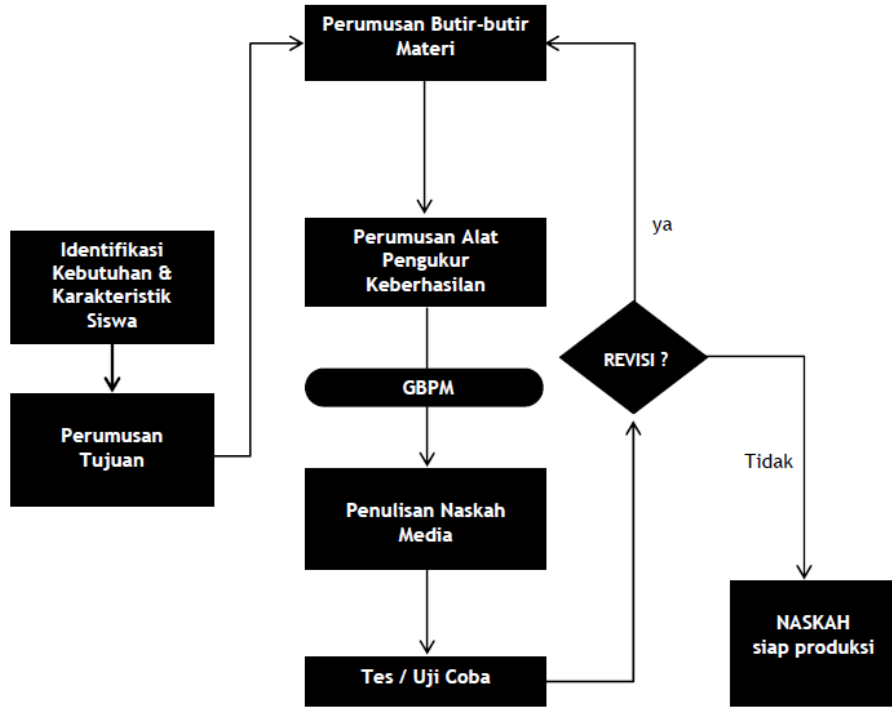 Perumusan Butir-butir
Materi
Identifikasi
Kebutuhan &
Karakteristik
Siswa
Perumusan
Tujuan
Perumusan Alat
Pengukur
Keberhasilan
GBPM
Penulisan Naskah
Media
Tes / Uji Coba
ya
REVISI ?
Tidak
NASKAH
siap produksi